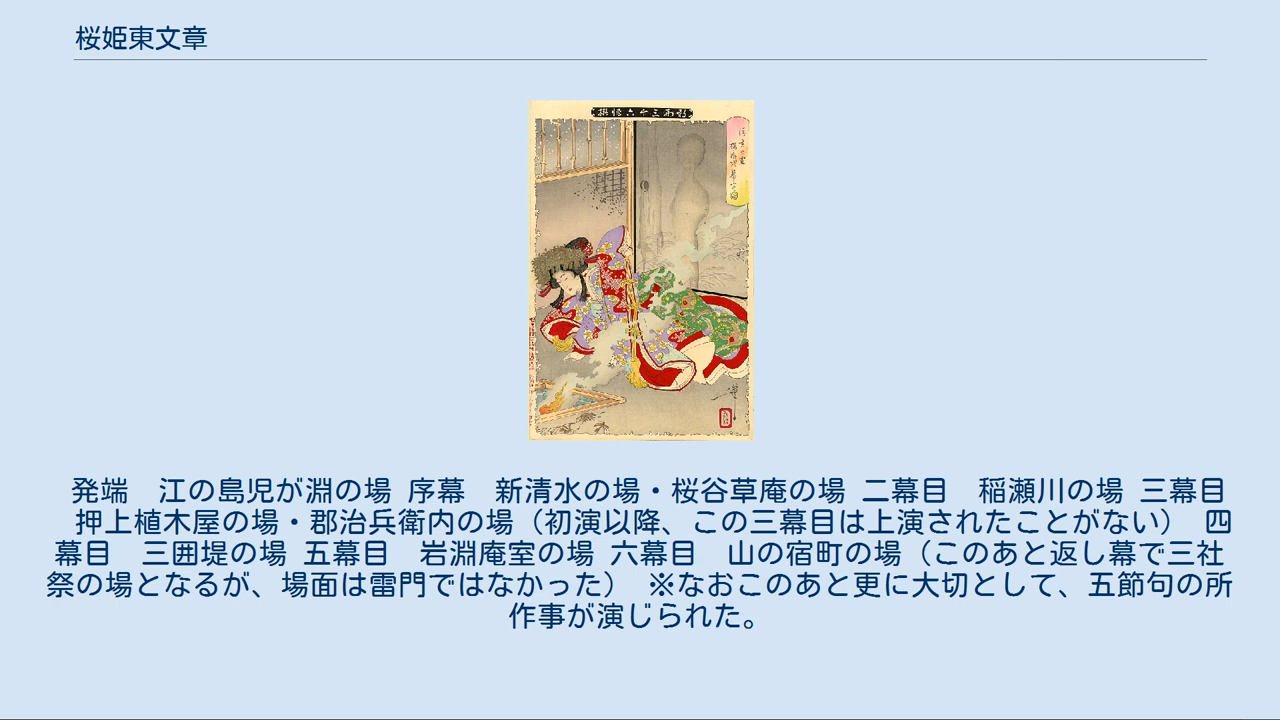 桜姫東文章
新形三十六怪撰
発端　江の島児が淵の場 序幕　新清水の場・桜谷草庵の場 二幕目　稲瀬川の場 三幕目
押上植木屋の場・郡治兵衛内の場（初演以降、この三幕目は上演されたことがない） 四
幕目　三囲堤の場 五幕目　岩淵庵室の場 六幕目　山の宿町の場（このあと返し幕で三社
祭の場となるが、場面は雷門ではなかった） ※なおこのあと更に大切として、五節句の所
作事が演じられた。